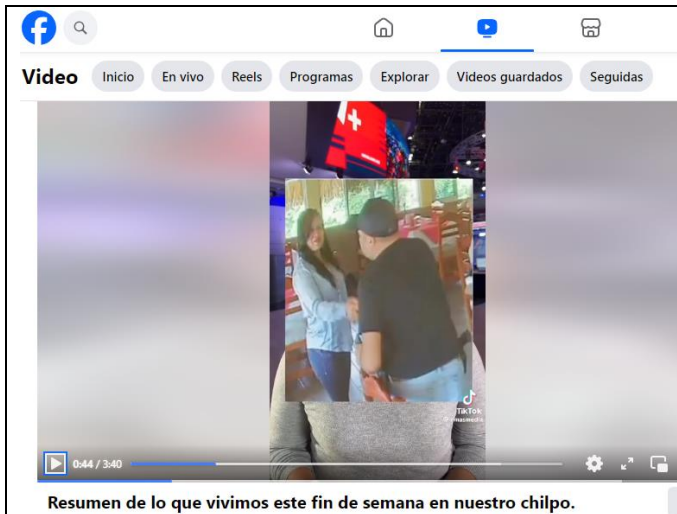 Video
Inicio
En vivo
Reels
Programas
Explorar
Videos guardados
Seguidas
TikTok
0:44 / 3:40
Resumen de lo que vivimos este fin de semana en nuestro chilpo.